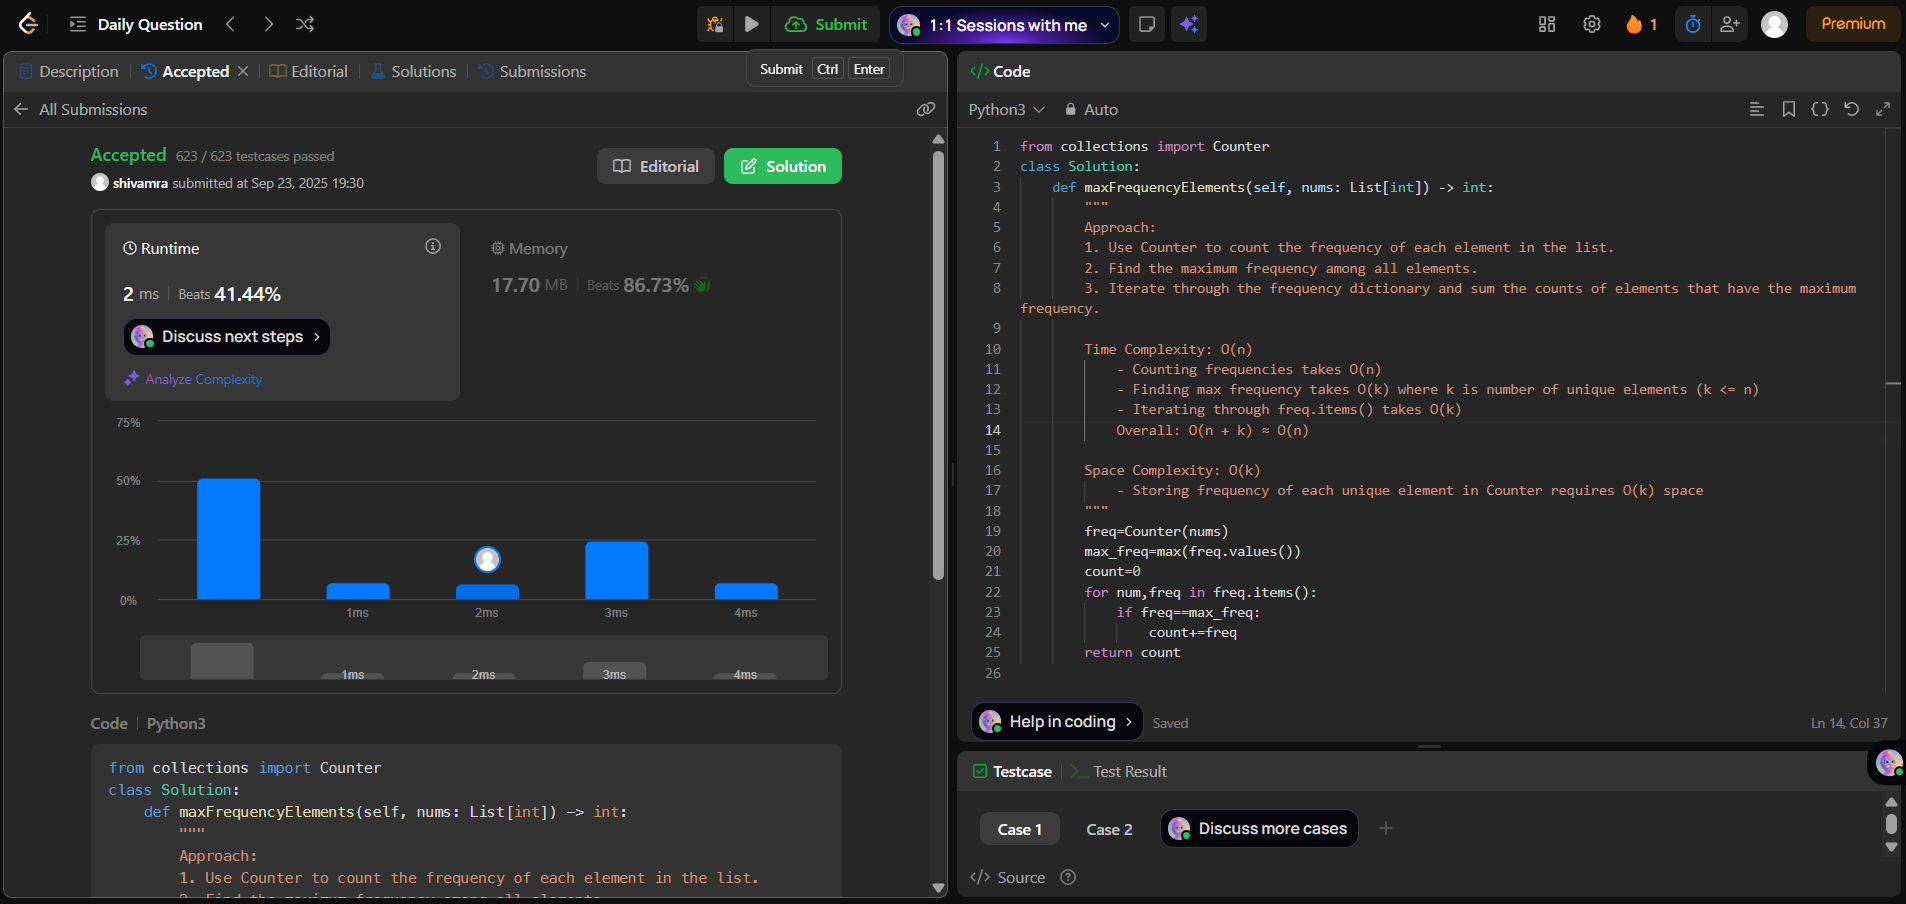 Daily Question
Submit
1:1 Sessions with me
1
Premium
Description
Accepted
Editorial
Solutions
Submissions
Submit Ctrl Enter
All Submissions
Accepted 623 / 623 testcases passed
shivamra submitted at Sep 23, 2025 19:30
Editorial
Solution
Runtime
2 ms Beats 41.44%
Discuss next steps
Analyze Complexity
Memory
17.70 MB Beats 86.73%
75%
50%
25%
0%
1ms 2ms 3ms 4ms
1ms 2ms 3ms 4ms
Code Python3
from collections import Counter
class Solution:
def maxFrequencyElements(self, nums: List[int]) -> int:
"""
Approach:
1. Use Counter to count the frequency of each element in the list.
2. Find the maximum frequency among all elements.
</> Code
Python3 Auto
1 from collections import Counter
2 class Solution:
3 def maxFrequencyElements(self, nums: List[int]) -> int:
4 """
5 Approach:
6 1. Use Counter to count the frequency of each element in the list.
7 2. Find the maximum frequency among all elements.
8 3. Iterate through the frequency dictionary and sum the counts of elements that have the maximum
frequency.
9
10 Time Complexity: O(n)
11 - Counting frequencies takes O(n)
12 - Finding max frequency takes O(k) where k is number of unique elements (k <= n)
13 - Iterating through freq.items() takes O(k)
14 Overall: O(n + k) ≈ O(n)
15
16 Space Complexity: O(k)
17 - Storing frequency of each unique element in Counter requires O(k) space
18 """
19 freq=Counter(nums)
20 max_freq=max(freq.values())
21 count=0
22 for num,freq in freq.items():
23 if freq==max_freq:
24 count+=freq
25 return count
26
Help in coding
Saved
Ln 14, Col 37
Testcase
Test Result
Case 1
Case 2
Discuss more cases
</> Source